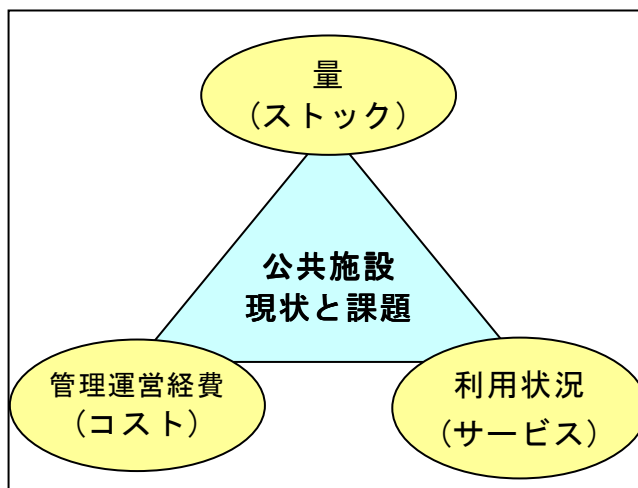 量
（ストック）
公共施設
現状と課題
管理運営経費
（コスト）
利用状況
（サービス）